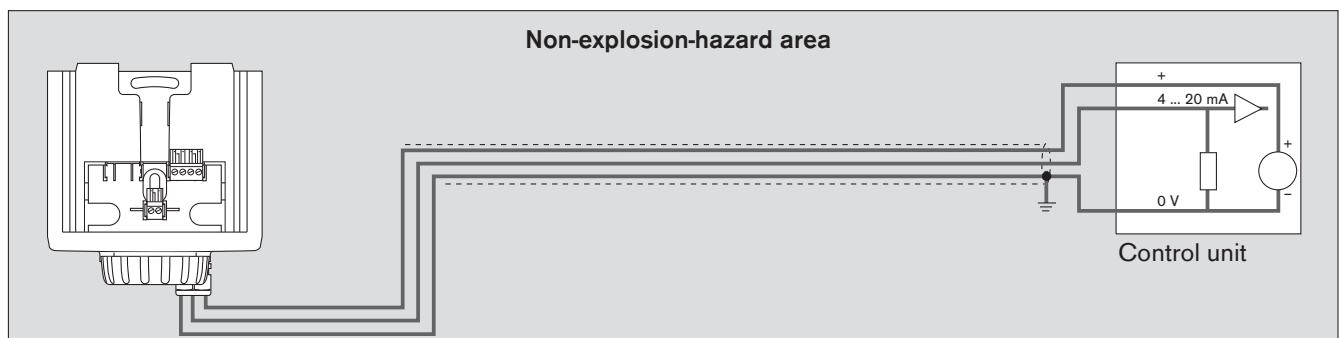 Non-explosion-hazard area
+
4 ... 20 mA
+
−
0 V
Control unit